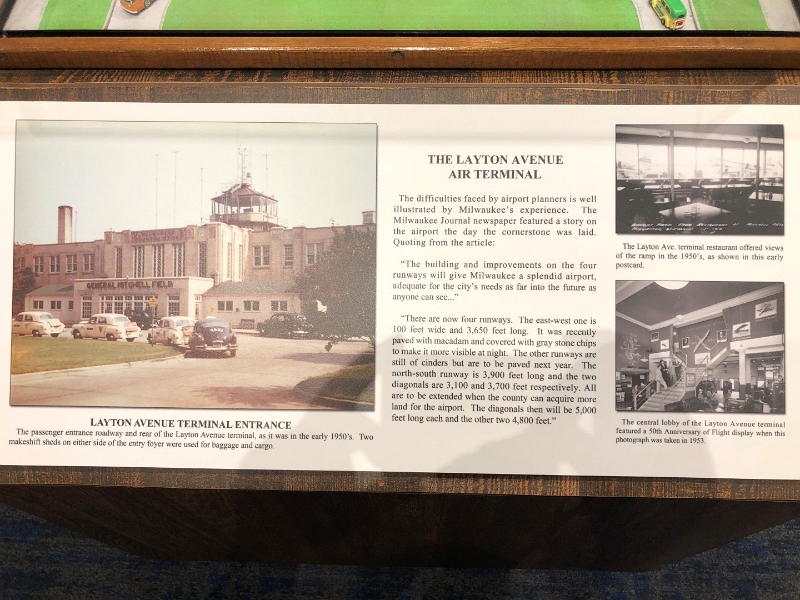 GENERAL MITCHELL FIELD
LAYTON AVENUE TERMINAL ENTRANCE
The passenger entrance roadway and rear of the Layton Avenue terminal, as it was in the early 1950's. Two
makeshift sheds on either side of the entry foyer were used for baggage and cargo.
THE LAYTON AVENUE
AIR TERMINAL
The difficulties faced by airport planners is well
illustrated by Milwaukee's experience. The
Milwaukee Journal newspaper featured a story on
the airport the day the cornerstone was laid.
Quoting from the article:
"The building and improvements on the four
runways will give Milwaukee a splendid airport,
adequate for the city's needs as far into the future as
anyone can see..."
"There are now four runways. The east-west one is
100 feet wide and 3,650 feet long. It was recently
paved with macadam and covered with gray stone chips
to make it more visible at night. The other runways are
still of cinders but are to be paved next year. The
north-south runway is 3,900 feet long and the two
diagonals are 3,100 and 3,700 feet respectively. All
are to be extended when the county can acquire more
land for the airport. The diagonals then will be 5,000
feet long each and the other two 4,800 feet."
The Layton Ave. terminal restaurant offered views
of the ramp in the 1950's, as shown in this early
postcard.
The central lobby of the Layton Avenue terminal
featured a 50th Anniversary of Flight display when this
photograph was taken in 1953.